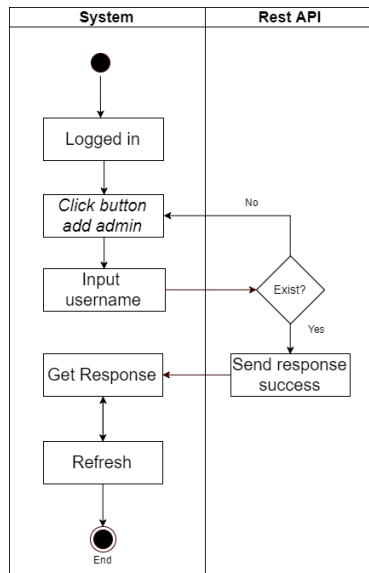 System
Rest API
Logged in
Click button
add admin
No
Input
username
Exist?
Yes
Get Response
Send response
success
Refresh
End